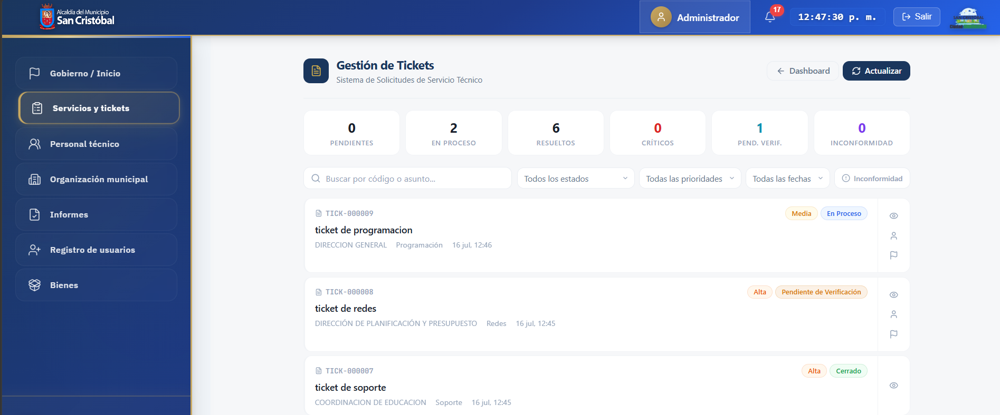 Alcaldía del Municipio
San Cristóbal
Administrador
17
12:47:30 p. m.
Salir
SAN CRISTÓBAL
Gobierno / Inicio
Servicios y tickets
Personal técnico
Organización municipal
Informes
Registro de usuarios
Bienes
Gestión de Tickets
Sistema de Solicitudes de Servicio Técnico
Dashboard
Actualizar
0
PENDIENTES
2
EN PROCESO
6
RESUELTOS
0
CRÍTICOS
1
PEND. VERIF.
0
INCONFORMIDAD
Buscar por código o asunto...
Todos los estados
Todas las prioridades
Todas las fechas
Inconformidad
TICK-000009
Media
En Proceso
ticket de programacion
DIRECCION GENERAL Programación 16 jul, 12:46
TICK-000008
Alta
Pendiente de Verificación
ticket de redes
DIRECCIÓN DE PLANIFICACIÓN Y PRESUPUESTO Redes 16 jul, 12:45
TICK-000007
Alta
Cerrado
ticket de soporte
COORDINACION DE EDUCACION Soporte 16 jul, 12:45